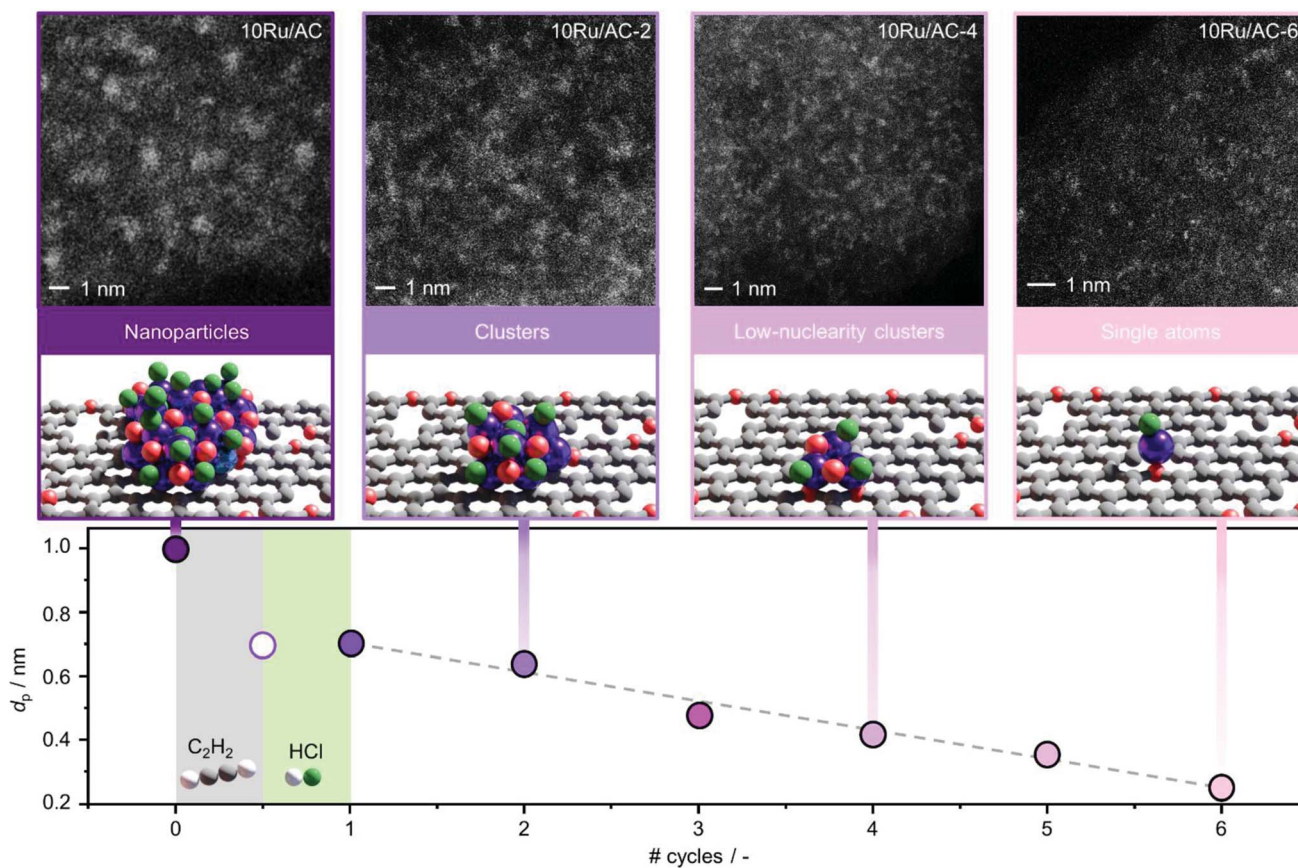 10Ru/AC
10Ru/AC-2
10Ru/AC-4
10Ru/AC-6
1 nm
1 nm
1 nm
1 nm
Nanoparticles
Clusters
Low-nuclearity clusters
Single atoms
1.0
0.8
0.6
0.4
0.2
dₚ / nm
C₂H₂
HCl
0
1
2
3
4
5
6
# cycles / -